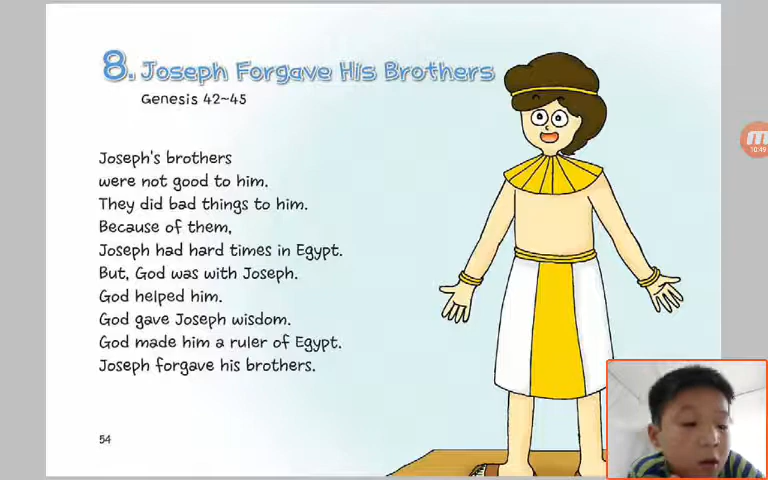 8. Joseph Forgave His Brothers
Genesis 42~45
Joseph's brothers
were not good to him.
They did bad things to him.
Because of them,
Joseph had hard times in Egypt.
But, God was with Joseph.
God helped him.
God gave Joseph wisdom.
God made him a ruler of Egypt.
Joseph forgave his brothers.
54
M
10:49